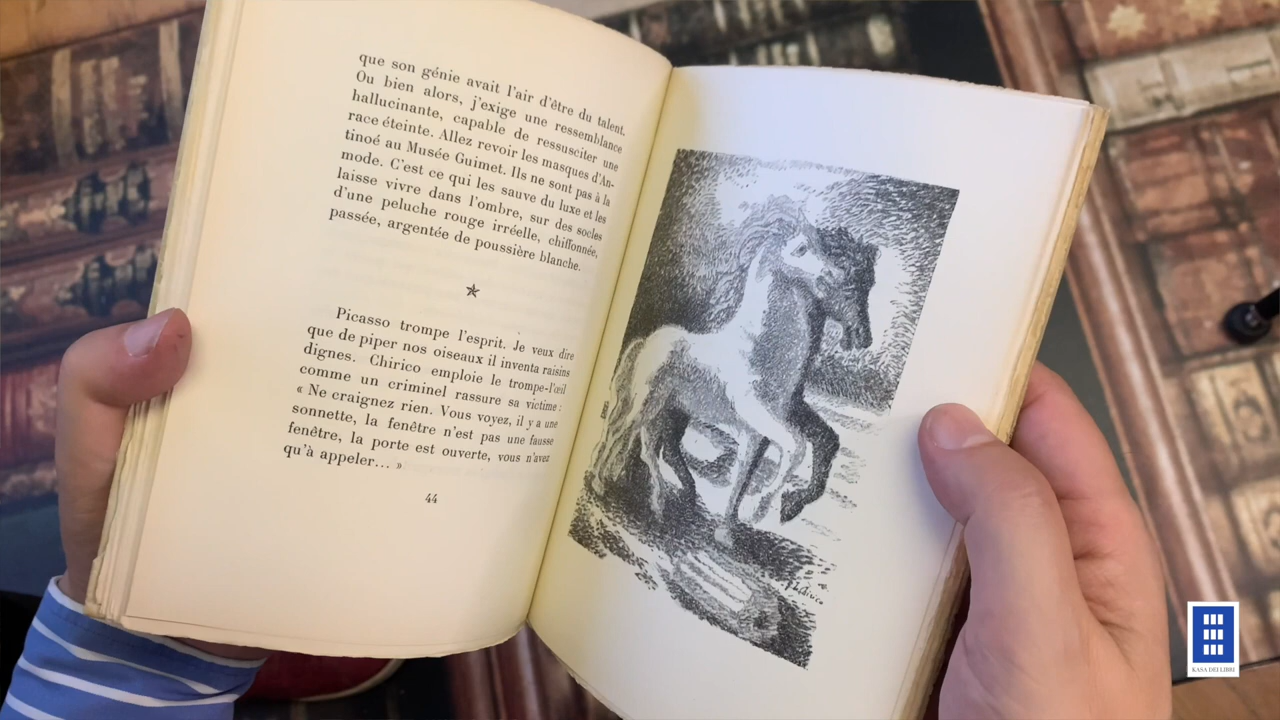 que son génie avait l'air d'être du talent.
Ou bien alors, j'exige une ressemblance
hallucinante, capable de ressusciter une
race éteinte. Allez revoir les masques d'An-
tinoé au Musée Guimet. Ils ne sont pas à la
mode. C'est ce qui les sauve du luxe et les
laisse vivre dans l'ombre, sur des socles
d'une peluche rouge irréelle, chiffonnée,
passée, argentée de poussière blanche.
Picasso trompe l'esprit. Je veux dire
que de piper nos oiseaux il inventa raisins
dignes. Chirico emploie le trompe-l'œil
comme un criminel rassure sa victime :
« Ne craignez rien. Vous voyez, il y a une
sonnette, la fenêtre n'est pas une fausse
fenêtre, la porte est ouverte, vous n'avez
qu'à appeler... »
44
KASA DEI LIBRI